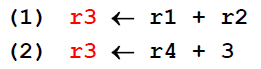 (1) r3 ← r1 + r2
(2) r3 ← r4 + 3